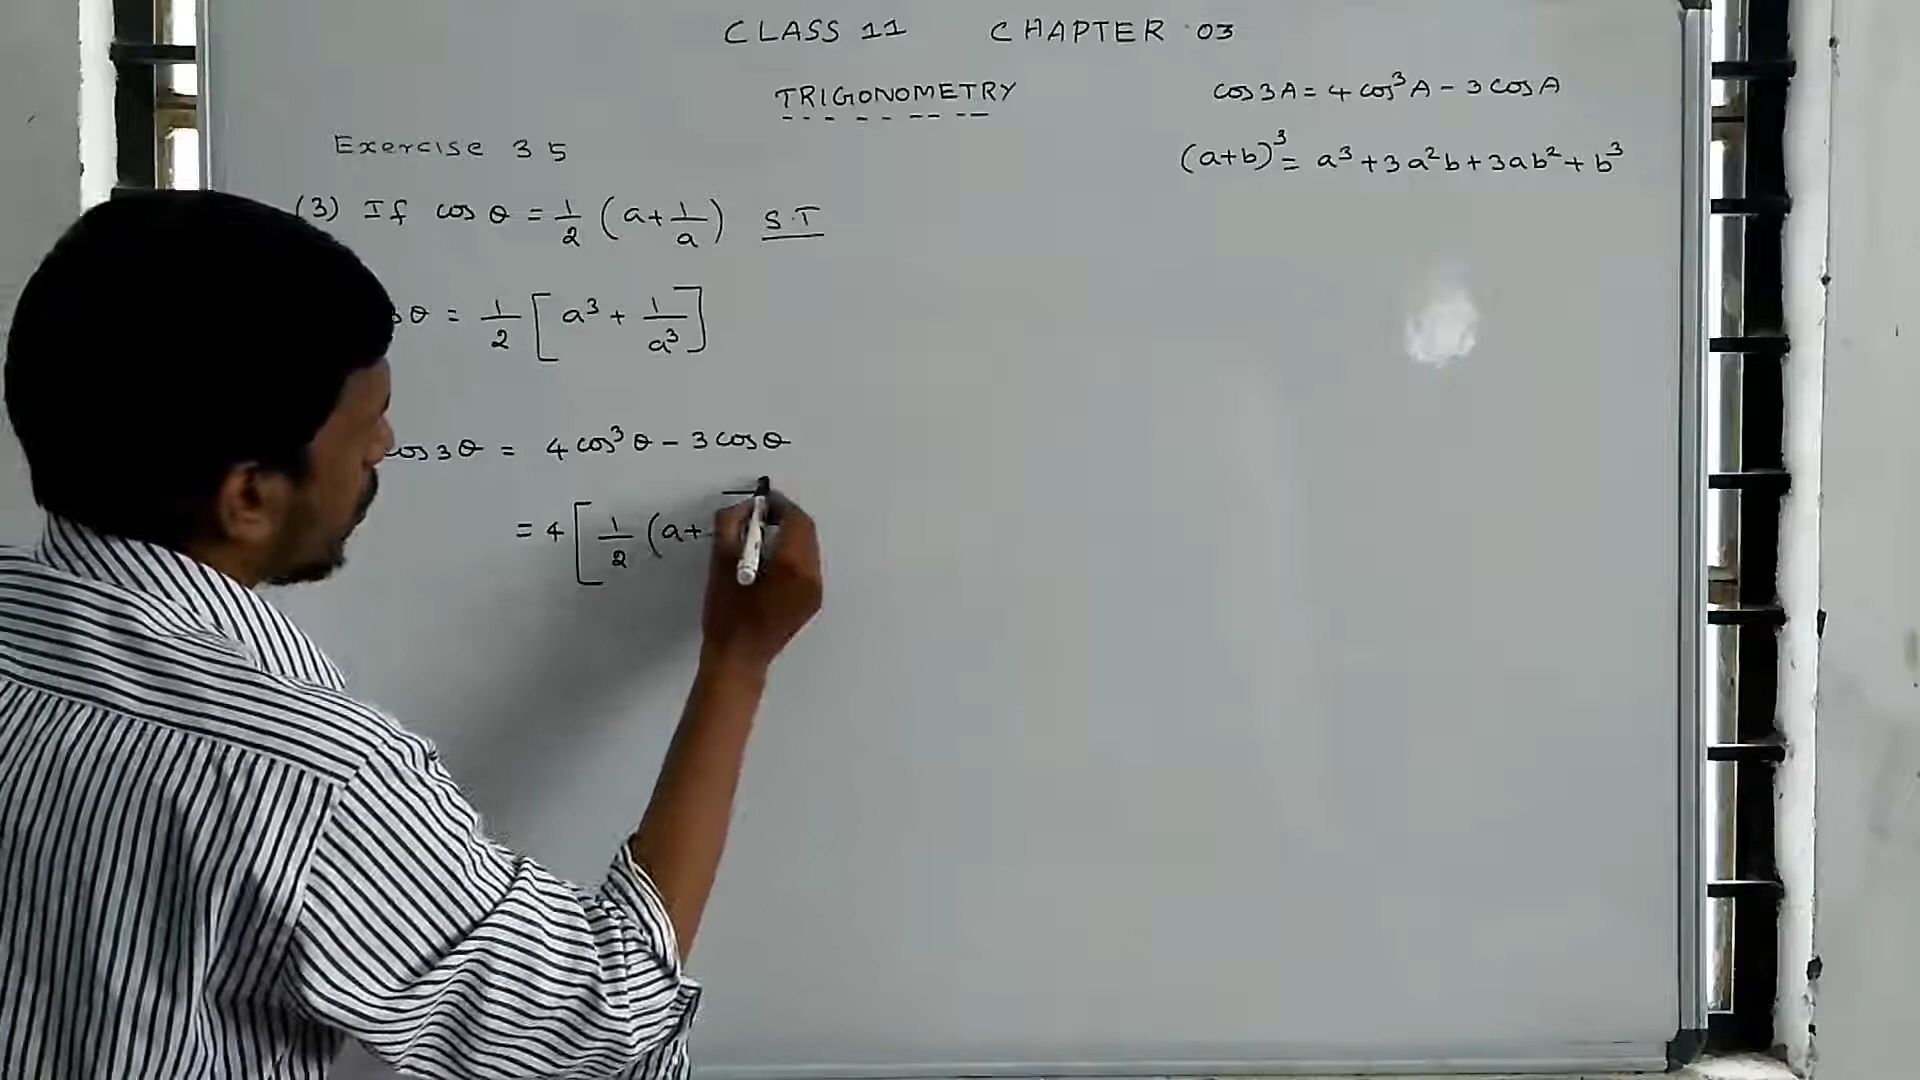 CLASS 11 CHAPTER 03
TRIGONOMETRY
cos3A = 4cos³A - 3cosA
(a+b)³ = a³+3a²b+3ab²+b³
Exercise 3 5
(3) If cos θ = 1/2 (a+1/a) S.T
θ = 1/2 [a³ + 1/a³]
cos3θ = 4cos³θ - 3cosθ
= 4[1/2 (a+